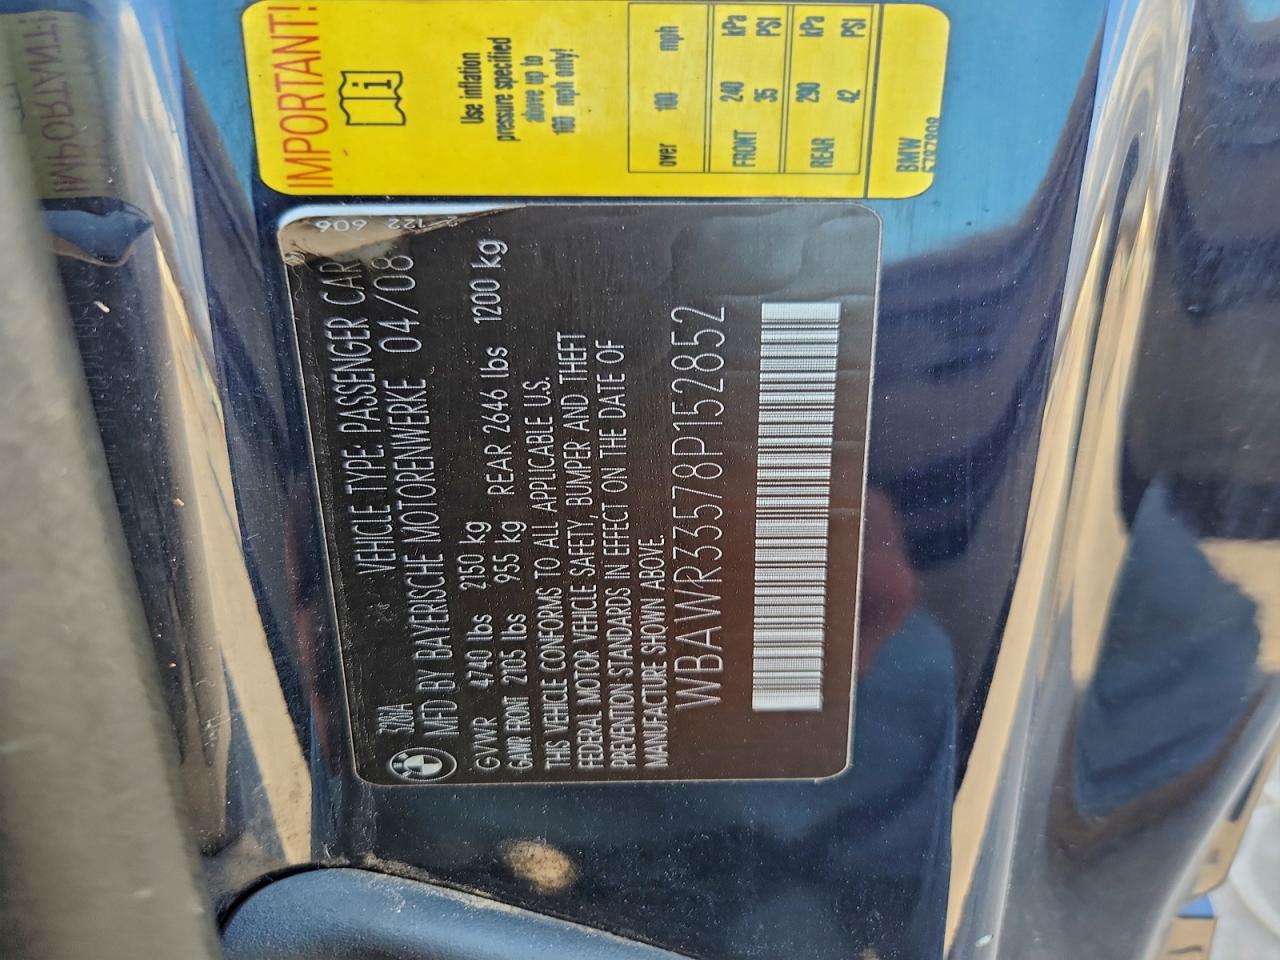 328iA VEHICLE TYPE: PASSENGER CAR
MFD BY BAYERISCHE MOTORENWERKE 04/08
GVWR 4740 lbs 2150 kg
GAWR FRONT 2105 lbs 955 kg REAR 2646 lbs 1200 kg
THIS VEHICLE CONFORMS TO ALL APPLICABLE U.S.
FEDERAL MOTOR VEHICLE SAFETY, BUMPER AND THEFT
PREVENTION STANDARDS IN EFFECT ON THE DATE OF
MANUFACTURE SHOWN ABOVE.
WBAWR33578P152852
606
122
IMPORTANT!
i
Use inflation
pressure specified
above up to
100 mph only!
over 100 mph
FRONT 240 kPa
35 PSI
REAR 290 kPa
42 PSI
BMW